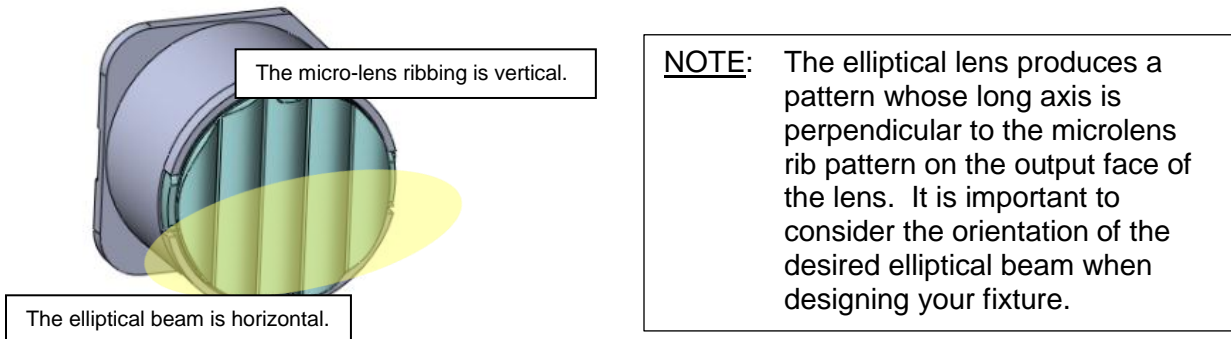 The micro-lens ribbing is vertical.
The elliptical beam is horizontal.
NOTE: The elliptical lens produces a
pattern whose long axis is
perpendicular to the microlens
rib pattern on the output face of
the lens. It is important to
consider the orientation of the
desired elliptical beam when
designing your fixture.